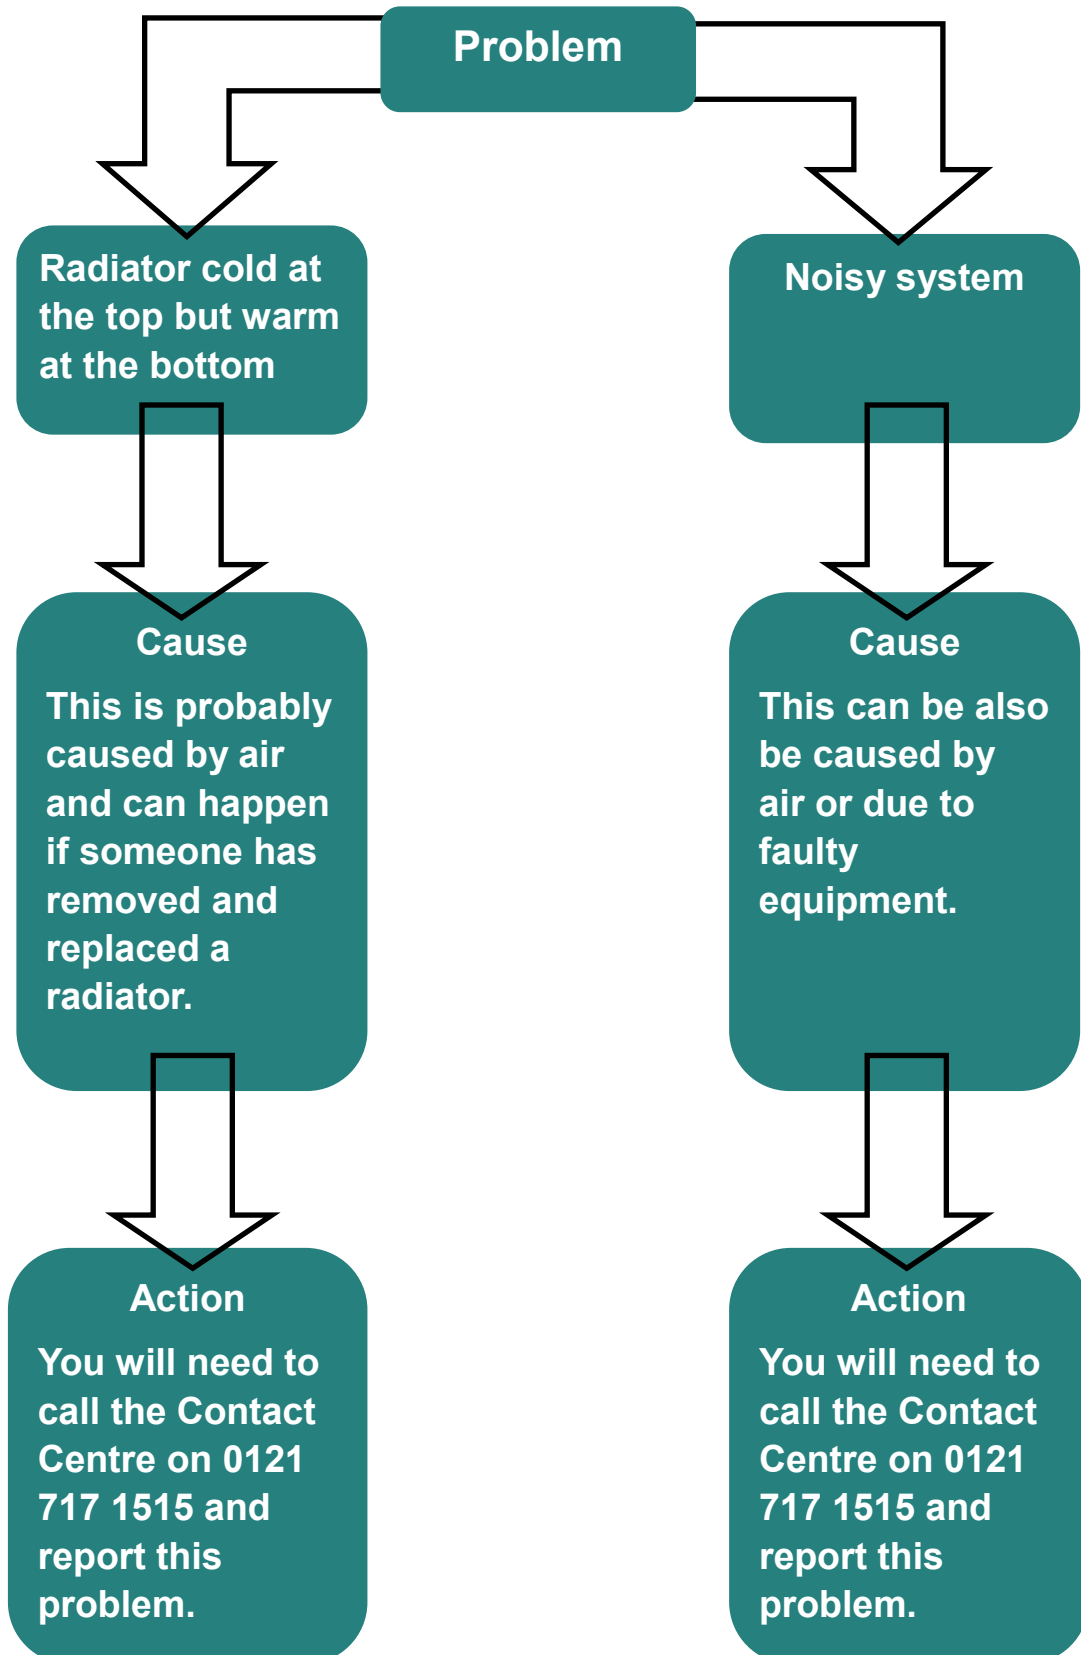 Problem
Radiator cold at
the top but warm
at the bottom
Noisy system
Cause
This is probably
caused by air
and can happen
if someone has
removed and
replaced a
radiator.
Cause
This can be also
be caused by
air or due to
faulty
equipment.
Action
You will need to
call the Contact
Centre on 0121
717 1515 and
report this
problem.
Action
You will need to
call the Contact
Centre on 0121
717 1515 and
report this
problem.